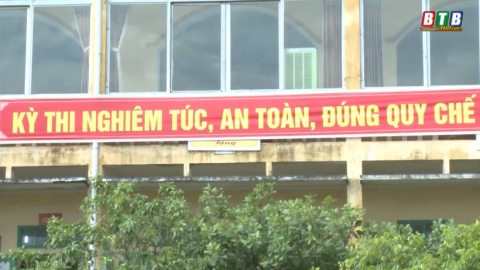 BTB
KỲ THI NGHIÊM TÚC, AN TOÀN, ĐÚNG QUY CHẾ